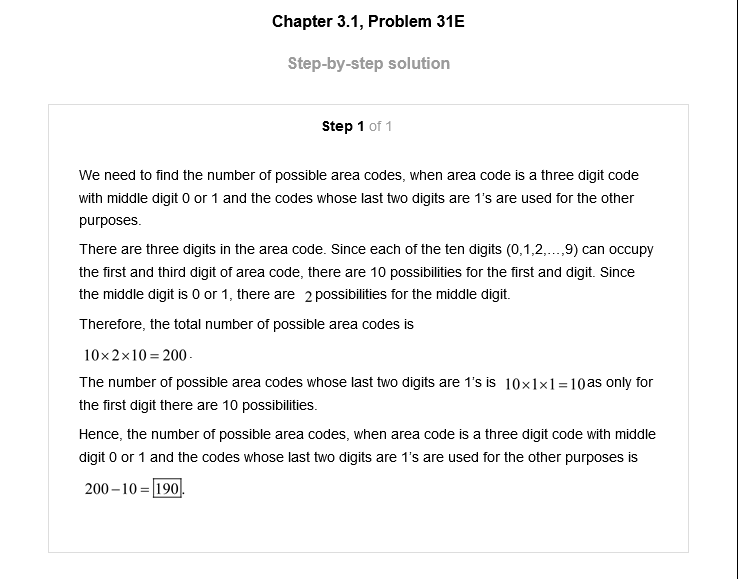 Chapter 3.1, Problem 31E
Step-by-step solution
Step 1 of 1
We need to find the number of possible area codes, when area code is a three digit code
with middle digit 0 or 1 and the codes whose last two digits are 1's are used for the other
purposes.
There are three digits in the area code. Since each of the ten digits (0,1,2,...,9) can occupy
the first and third digit of area code, there are 10 possibilities for the first and digit. Since
the middle digit is 0 or 1, there are 2 possibilities for the middle digit.
Therefore, the total number of possible area codes is
10×2×10=200.
The number of possible area codes whose last two digits are 1's is 10×1×1=10 as only for
the first digit there are 10 possibilities.
Hence, the number of possible area codes, when area code is a three digit code with middle
digit 0 or 1 and the codes whose last two digits are 1's are used for the other purposes is
200−10=190.